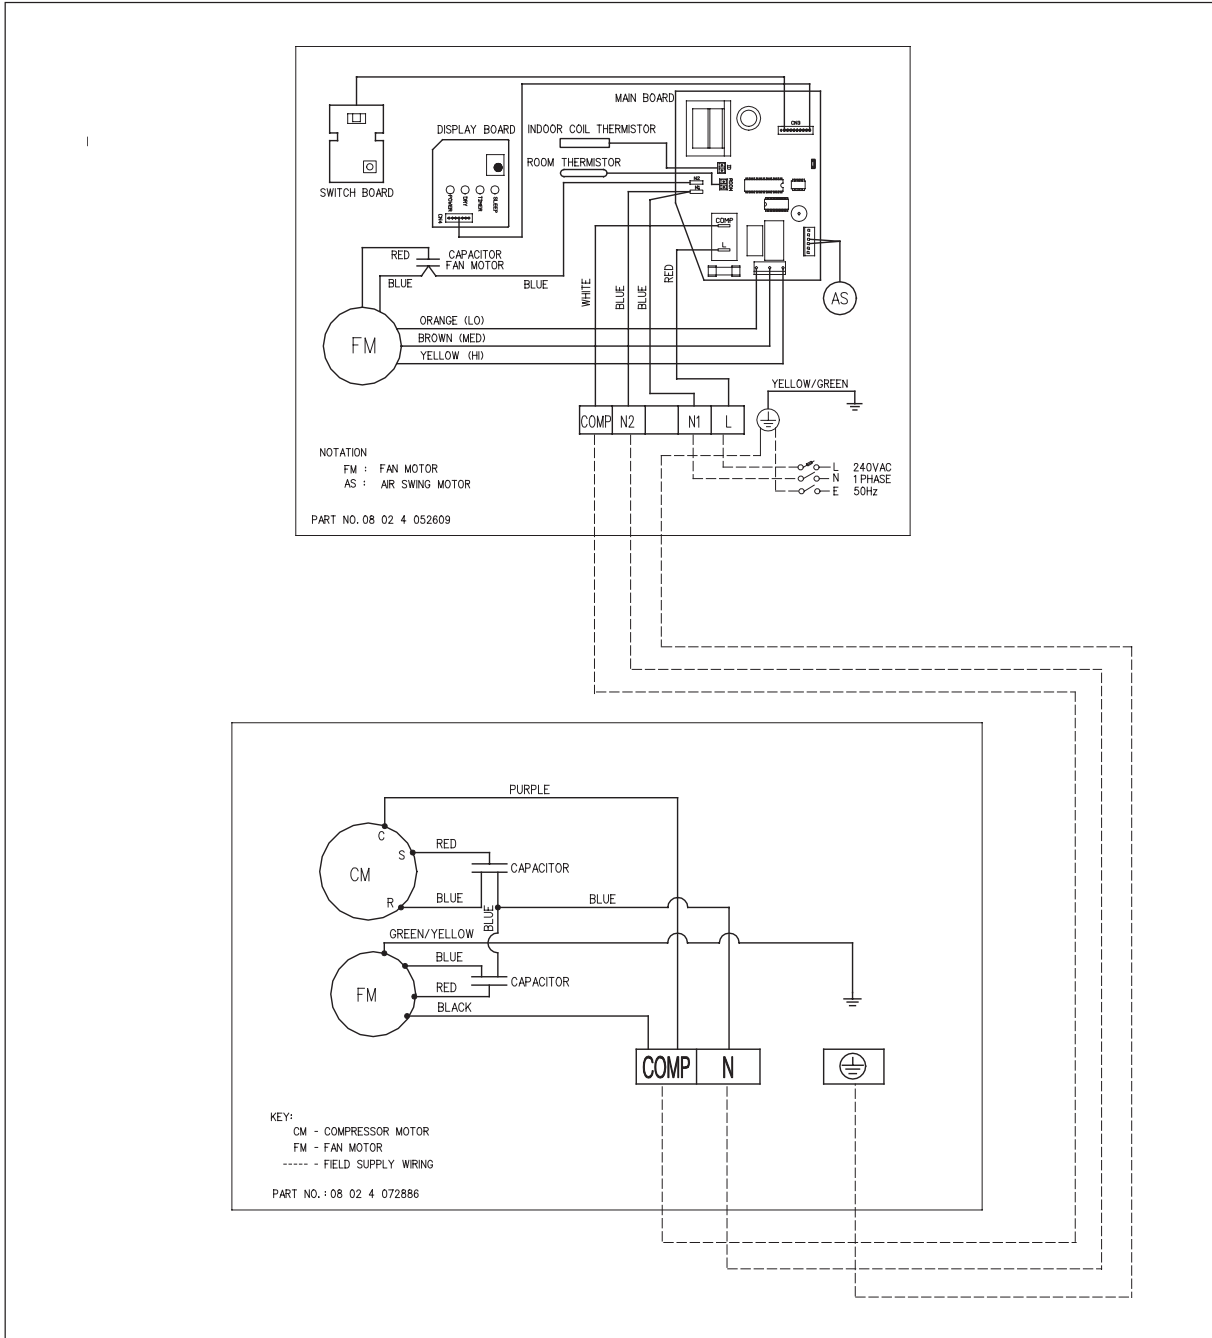 MAIN BOARD
CN3
DISPLAY BOARD
INDOOR COIL THERMISTOR
ROOM THERMISTOR
SWITCH BOARD
POWER
DRY
TIMER
SLEEP
CN4
ROOM
N2
N1
COMP
L
RED
CAPACITOR
FAN MOTOR
BLUE
BLUE
WHITE
BLUE
BLUE
RED
AS
FM
ORANGE (LO)
BROWN (MED)
YELLOW (HI)
YELLOW/GREEN
COMP N2 N1 L
NOTATION
FM : FAN MOTOR
AS : AIR SWING MOTOR
L 240VAC
N 1 PHASE
E 50Hz
PART NO. 08 02 4 052609
PURPLE
C
RED
S
CM
CAPACITOR
R
BLUE
BLUE
BLUE
GREEN/YELLOW
BLUE
FM
RED
CAPACITOR
BLACK
COMP N
KEY:
CM - COMPRESSOR MOTOR
FM - FAN MOTOR
----- - FIELD SUPPLY WIRING
PART NO. : 08 02 4 072886